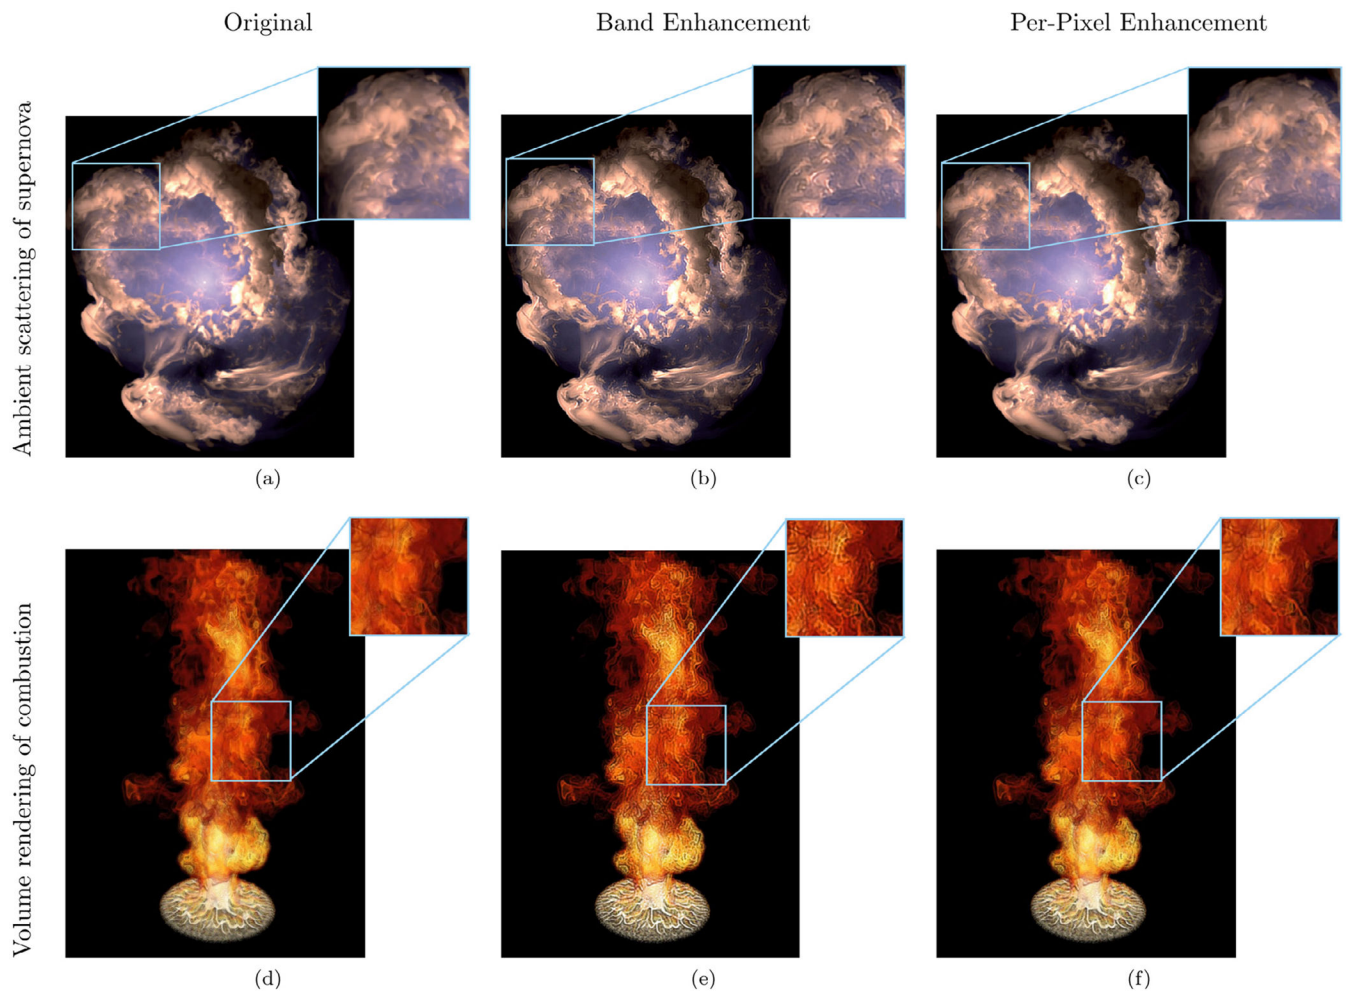 Original
Band Enhancement
Per-Pixel Enhancement
Ambient scattering of supernova
(a)
(b)
(c)
Volume rendering of combustion
(d)
(e)
(f)